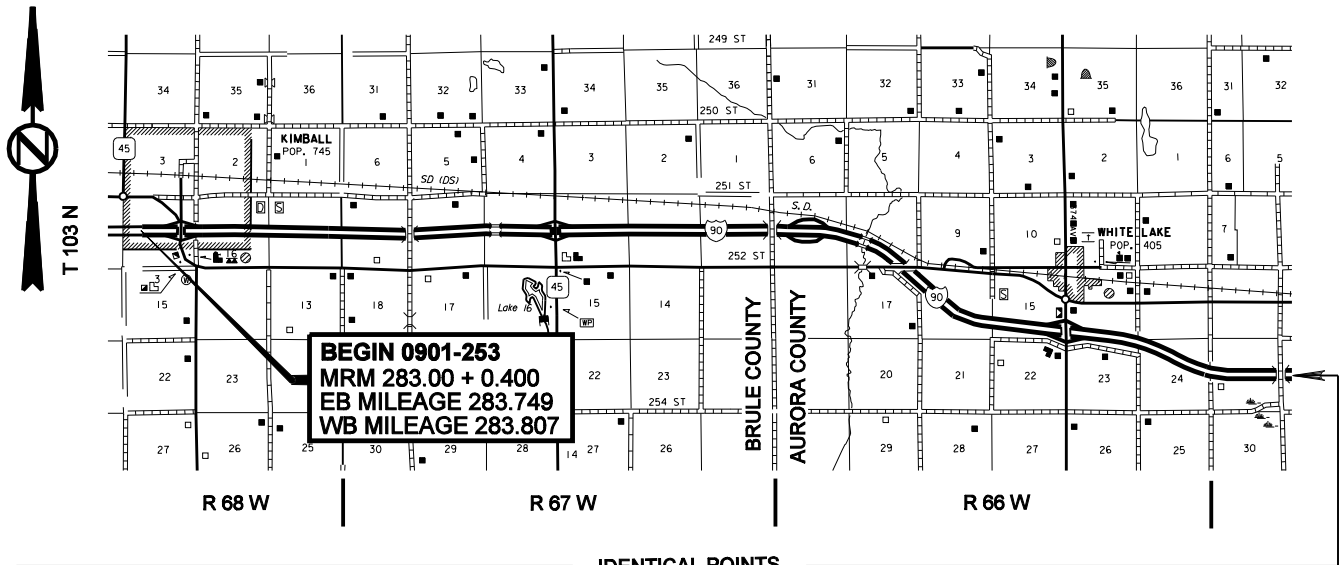 N
T 103 N
249 ST
34 35 36 31 32 33 34 35 36 31 32 33 34 35 36 31 32
250 ST
KIMBALL
POP. 745
45
3 2 1 6 5 4 3 2 1 6 5 4 3 2 1 6 5
SD (DS)
251 ST
S.D.
D S
90
9 10 7
WHITE LAKE
POP. 405
374 AV
252 ST
16
3
W
15 13 18 17 15 14 17 15
45
Lake 16
WP
90
S
BRULE COUNTY
AURORA COUNTY
BEGIN 0901-253
MRM 283.00 + 0.400
EB MILEAGE 283.749
WB MILEAGE 283.807
22 23 22 23 20 21 22 23 24
254 ST
27 26 25 30 29 28 27 26 29 28 27 26 25 30
14
R 68 W
R 67 W
R 66 W
IDENTICAL POINTS